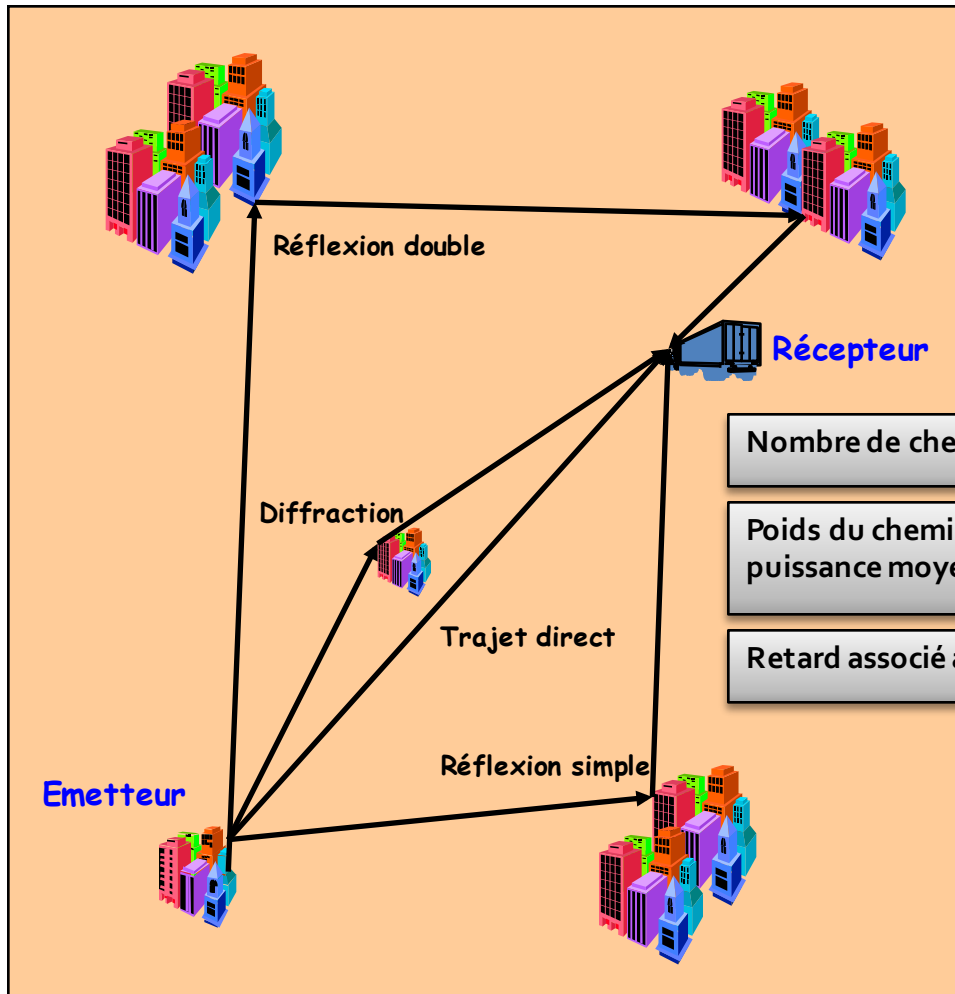 Réflexion double
Récepteur
Nombre de che
Diffraction
Poids du chemi
puissance moye
Trajet direct
Retard associé a
Réflexion simple
Emetteur